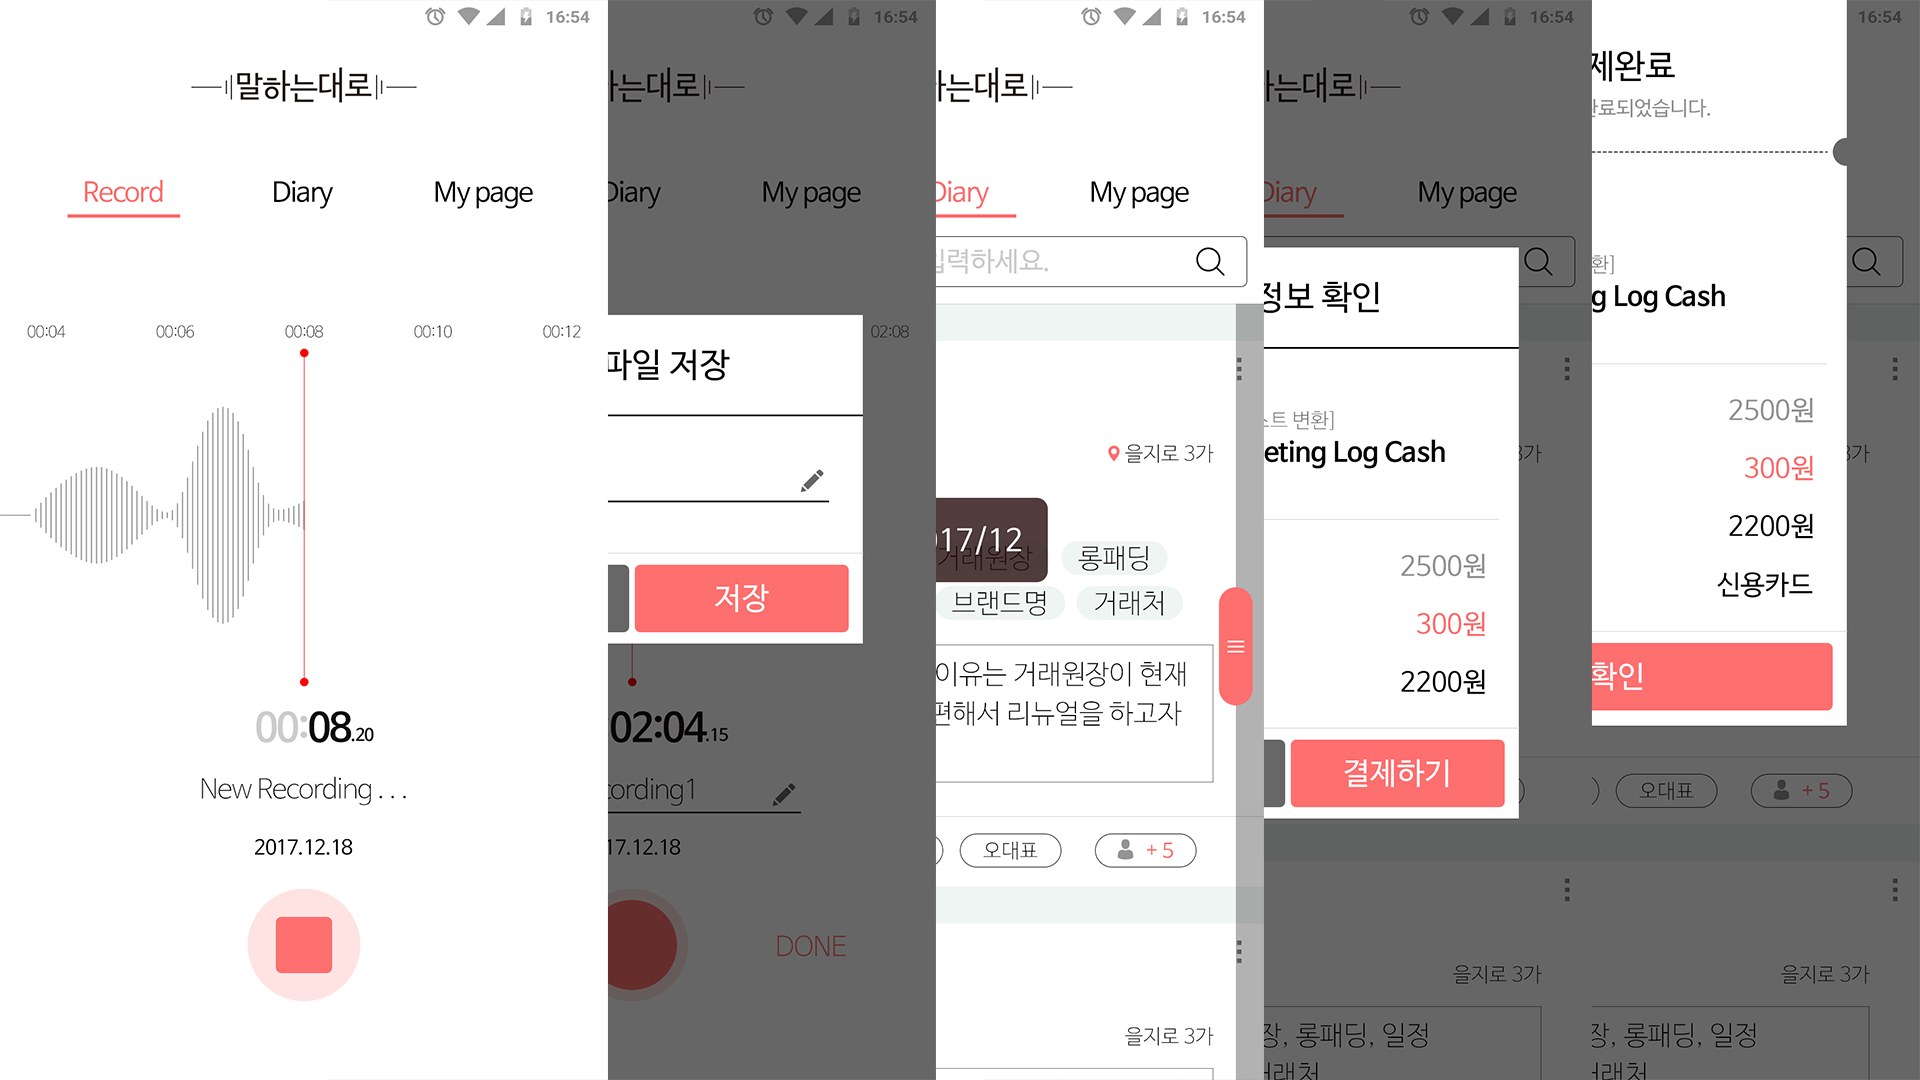 16:54
말하는대로
Record Diary My page
00:04 00:06 00:08 00:10 00:12
00:08.20
New Recording . . .
2017.12.18
16:54
하는대로
Diary My page
02:08
파일 저장
저장
02:04.15
cording1
17.12.18
DONE
16:54
하는대로
Diary My page
입력하세요.
을지로 3가
017/12
거래원장 롱패딩
브랜드명 거래처
이유는 거래원장이 현재
편해서 리뉴얼을 하고자
오대표 + 5
을지로 3가
16:54
하는대로
Diary My page
정보 확인
스트 변환]
eting Log Cash
2500원
300원
2200원
결제하기
3가
을지로 3가
장, 롱패딩, 일정
거래처
16:54
제완료
완료되었습니다.
환]
g Log Cash
2500원
300원
2200원
신용카드
확인
3가
오대표 + 5
을지로 3가
장, 롱패딩, 일정
거래처